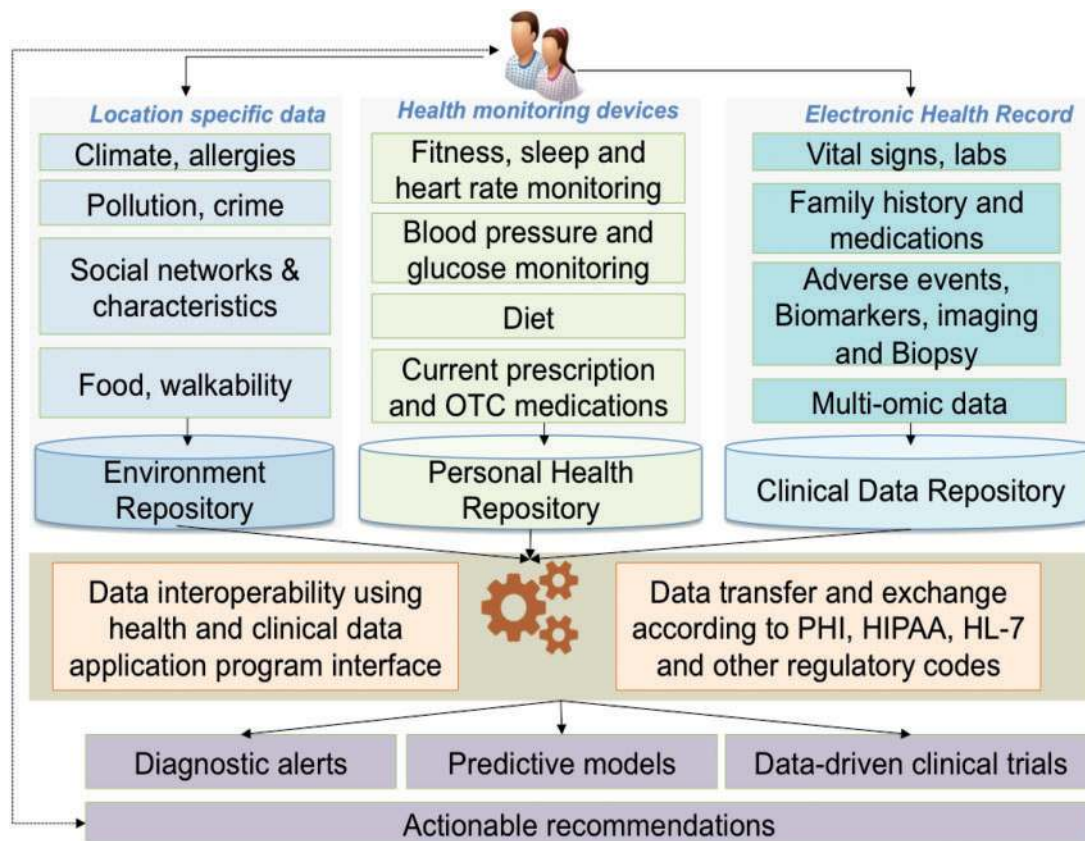 Location specific data
Climate, allergies
Pollution, crime
Social networks &
characteristics
Food, walkability
Environment
Repository
Health monitoring devices
Fitness, sleep and
heart rate monitoring
Blood pressure and
glucose monitoring
Diet
Current prescription
and OTC medications
Personal Health
Repository
Electronic Health Record
Vital signs, labs
Family history and
medications
Adverse events,
Biomarkers, imaging
and Biopsy
Multi-omic data
Clinical Data Repository
Data interoperability using
health and clinical data
application program interface
Data transfer and exchange
according to PHI, HIPAA, HL-7
and other regulatory codes
Diagnostic alerts
Predictive models
Data-driven clinical trials
Actionable recommendations